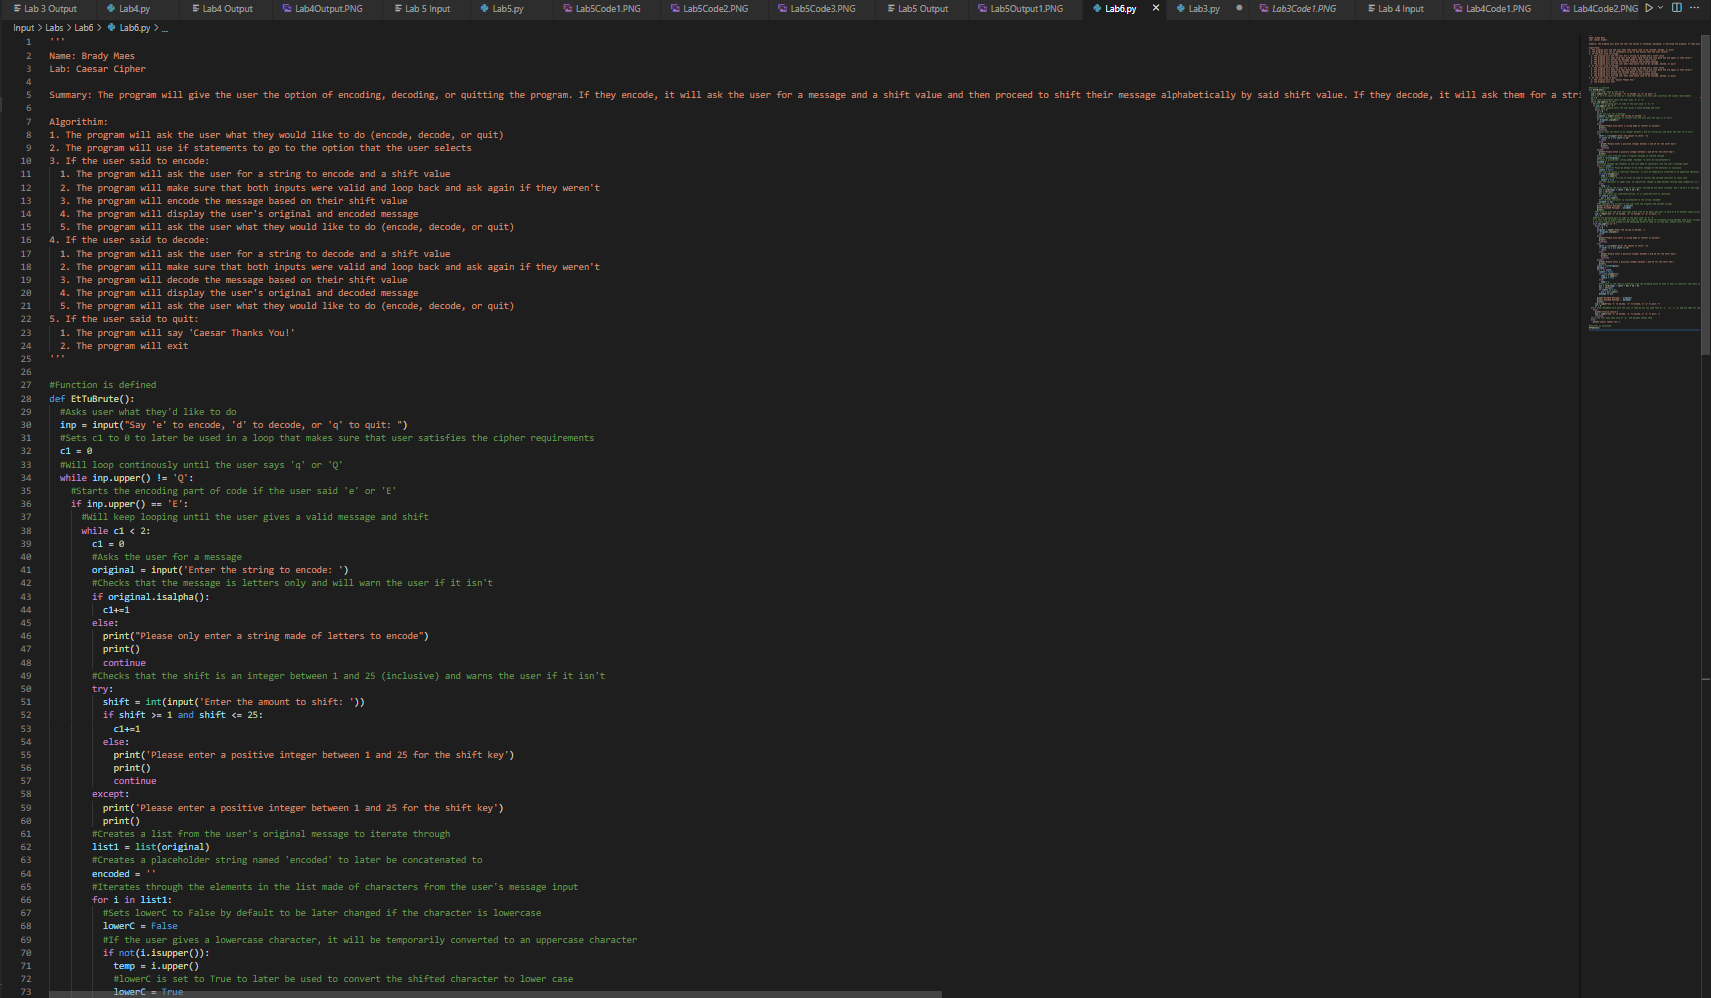 Lab 3 Output Lab4.py Lab4 Output Lab4Output.PNG Lab 5 Input Lab5.py Lab5Code1.PNG Lab5Code2.PNG Lab5Code3.PNG Lab5 Output Lab5Output1.PNG Lab6.py Lab3.py Lab3Code1.PNG Lab 4 Input Lab4Code1.PNG Lab4Code2.PNG
Input > Labs > Lab6 > Lab6.py > ...
1 '''
2 Name: Brady Maes
3 Lab: Caesar Cipher
4
5 Summary: The program will give the user the option of encoding, decoding, or quitting the program. If they encode, it will ask the user for a message and a shift value and then proceed to shift their message alphabetically by said shift value. If they decode, it will ask them for a stri
6
7 Algorithim:
8 1. The program will ask the user what they would like to do (encode, decode, or quit)
9 2. The program will use if statements to go to the option that the user selects
10 3. If the user said to encode:
11 1. The program will ask the user for a string to encode and a shift value
12 2. The program will make sure that both inputs were valid and loop back and ask again if they weren't
13 3. The program will encode the message based on their shift value
14 4. The program will display the user's original and encoded message
15 5. The program will ask the user what they would like to do (encode, decode, or quit)
16 4. If the user said to decode:
17 1. The program will ask the user for a string to decode and a shift value
18 2. The program will make sure that both inputs were valid and loop back and ask again if they weren't
19 3. The program will decode the message based on their shift value
20 4. The program will display the user's original and decoded message
21 5. The program will ask the user what they would like to do (encode, decode, or quit)
22 5. If the user said to quit:
23 1. The program will say 'Caesar Thanks You!'
24 2. The program will exit
25 '''
26
27 #Function is defined
28 def EtTuBrute():
29 #Asks user what they'd like to do
30 inp = input("Say 'e' to encode, 'd' to decode, or 'q' to quit: ")
31 #Sets c1 to 0 to later be used in a loop that makes sure that user satisfies the cipher requirements
32 c1 = 0
33 #Will loop continously until the user says 'q' or 'Q'
34 while inp.upper() != 'Q':
35 #Starts the encoding part of code if the user said 'e' or 'E'
36 if inp.upper() == 'E':
37 #Will keep looping until the user gives a valid message and shift
38 while c1 < 2:
39 c1 = 0
40 #Asks the user for a message
41 original = input('Enter the string to encode: ')
42 #Checks that the message is letters only and will warn the user if it isn't
43 if original.isalpha():
44 c1+=1
45 else:
46 print("Please only enter a string made of letters to encode")
47 print()
48 continue
49 #Checks that the shift is an integer between 1 and 25 (inclusive) and warns the user if it isn't
50 try:
51 shift = int(input('Enter the amount to shift: '))
52 if shift >= 1 and shift <= 25:
53 c1+=1
54 else:
55 print('Please enter a positive integer between 1 and 25 for the shift key')
56 print()
57 continue
58 except:
59 print('Please enter a positive integer between 1 and 25 for the shift key')
60 print()
61 #Creates a list from the user's original message to iterate through
62 list1 = list(original)
63 #Creates a placeholder string named 'encoded' to later be concatenated to
64 encoded = ''
65 #Iterates through the elements in the list made of characters from the user's message input
66 for i in list1:
67 #Sets lowerC to False by default to be later changed if the character is lowercase
68 lowerC = False
69 #If the user gives a lowercase character, it will be temporarily converted to an uppercase character
70 if not(i.isupper()):
71 temp = i.upper()
72 #lowerC is set to True to later be used to convert the shifted character to lower case
73 lowerC = True